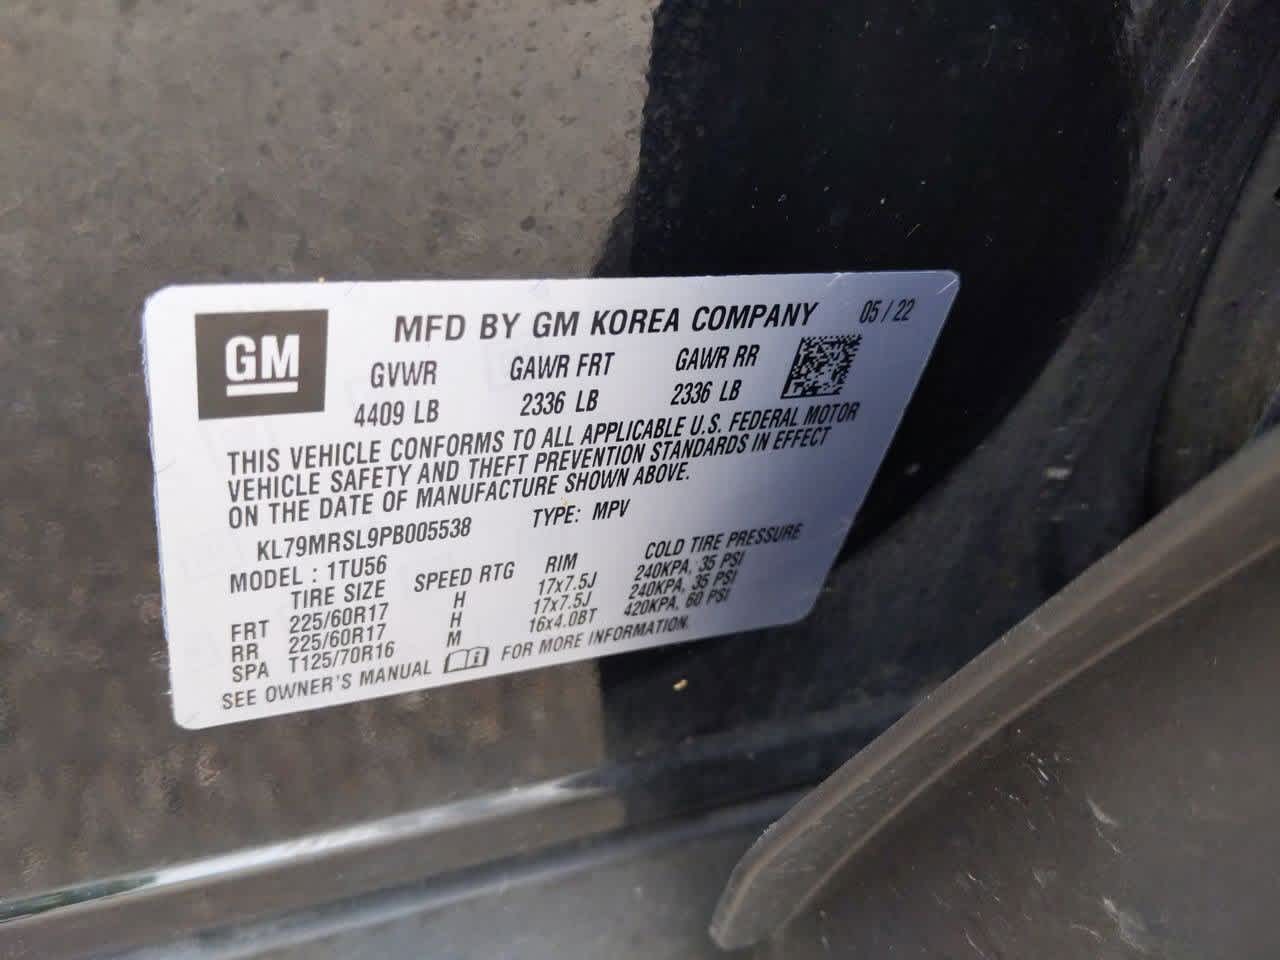 GM
MFD BY GM KOREA COMPANY 05 / 22
GVWR GAWR FRT GAWR RR
4409 LB 2336 LB 2336 LB
THIS VEHICLE CONFORMS TO ALL APPLICABLE U.S. FEDERAL MOTOR
VEHICLE SAFETY AND THEFT PREVENTION STANDARDS IN EFFECT
ON THE DATE OF MANUFACTURE SHOWN ABOVE.
KL79MRSL9PB005538 TYPE: MPV
MODEL : 1TU56
TIRE SIZE SPEED RTG RIM COLD TIRE PRESSURE
FRT 225/60R17 H 17x7.5J 240KPA, 35 PSI
RR 225/60R17 H 17x7.5J 240KPA, 35 PSI
SPA T125/70R16 M 16x4.0BT 420KPA, 60 PSI
SEE OWNER'S MANUAL FOR MORE INFORMATION.